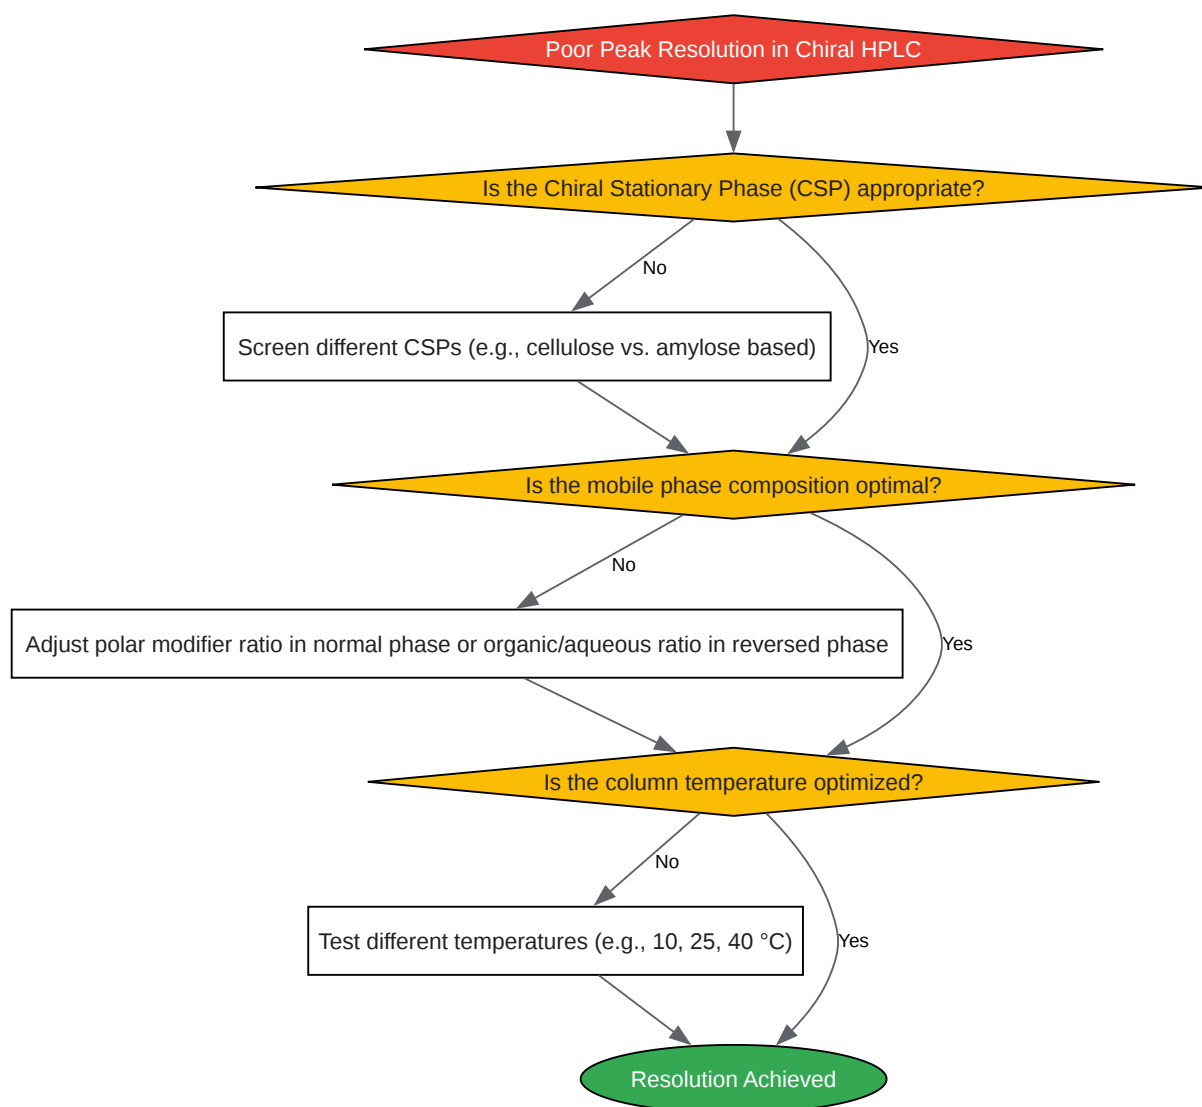 Poor Peak Resolution in Chiral HPLC
Is the Chiral Stationary Phase (CSP) appropriate?
No
Screen different CSPs (e.g., cellulose vs. amylose based)
Yes
Is the mobile phase composition optimal?
No
Adjust polar modifier ratio in normal phase or organic/aqueous ratio in reversed phase
Yes
Is the column temperature optimized?
No
Test different temperatures (e.g., 10, 25, 40 °C)
Yes
Resolution Achieved